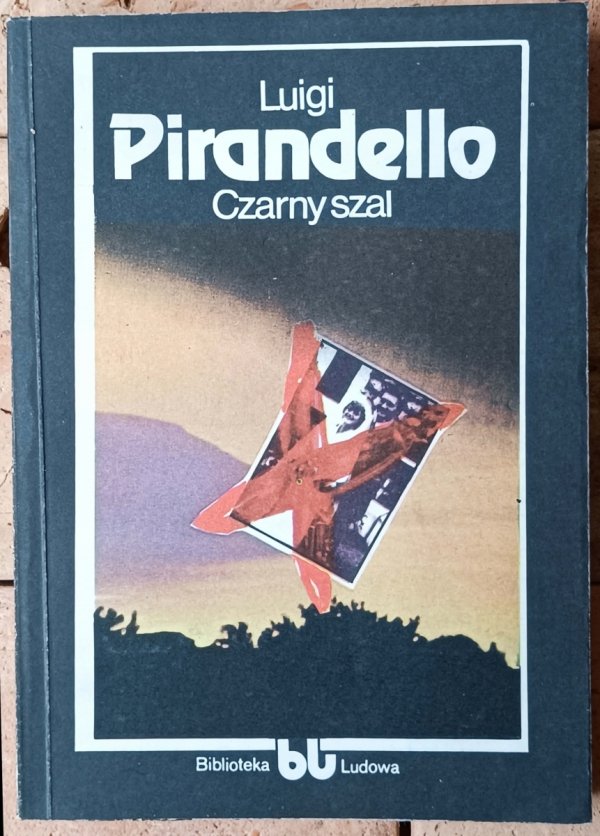 Luigi
Pirandello
Czarny szal
Biblioteka bl Ludowa